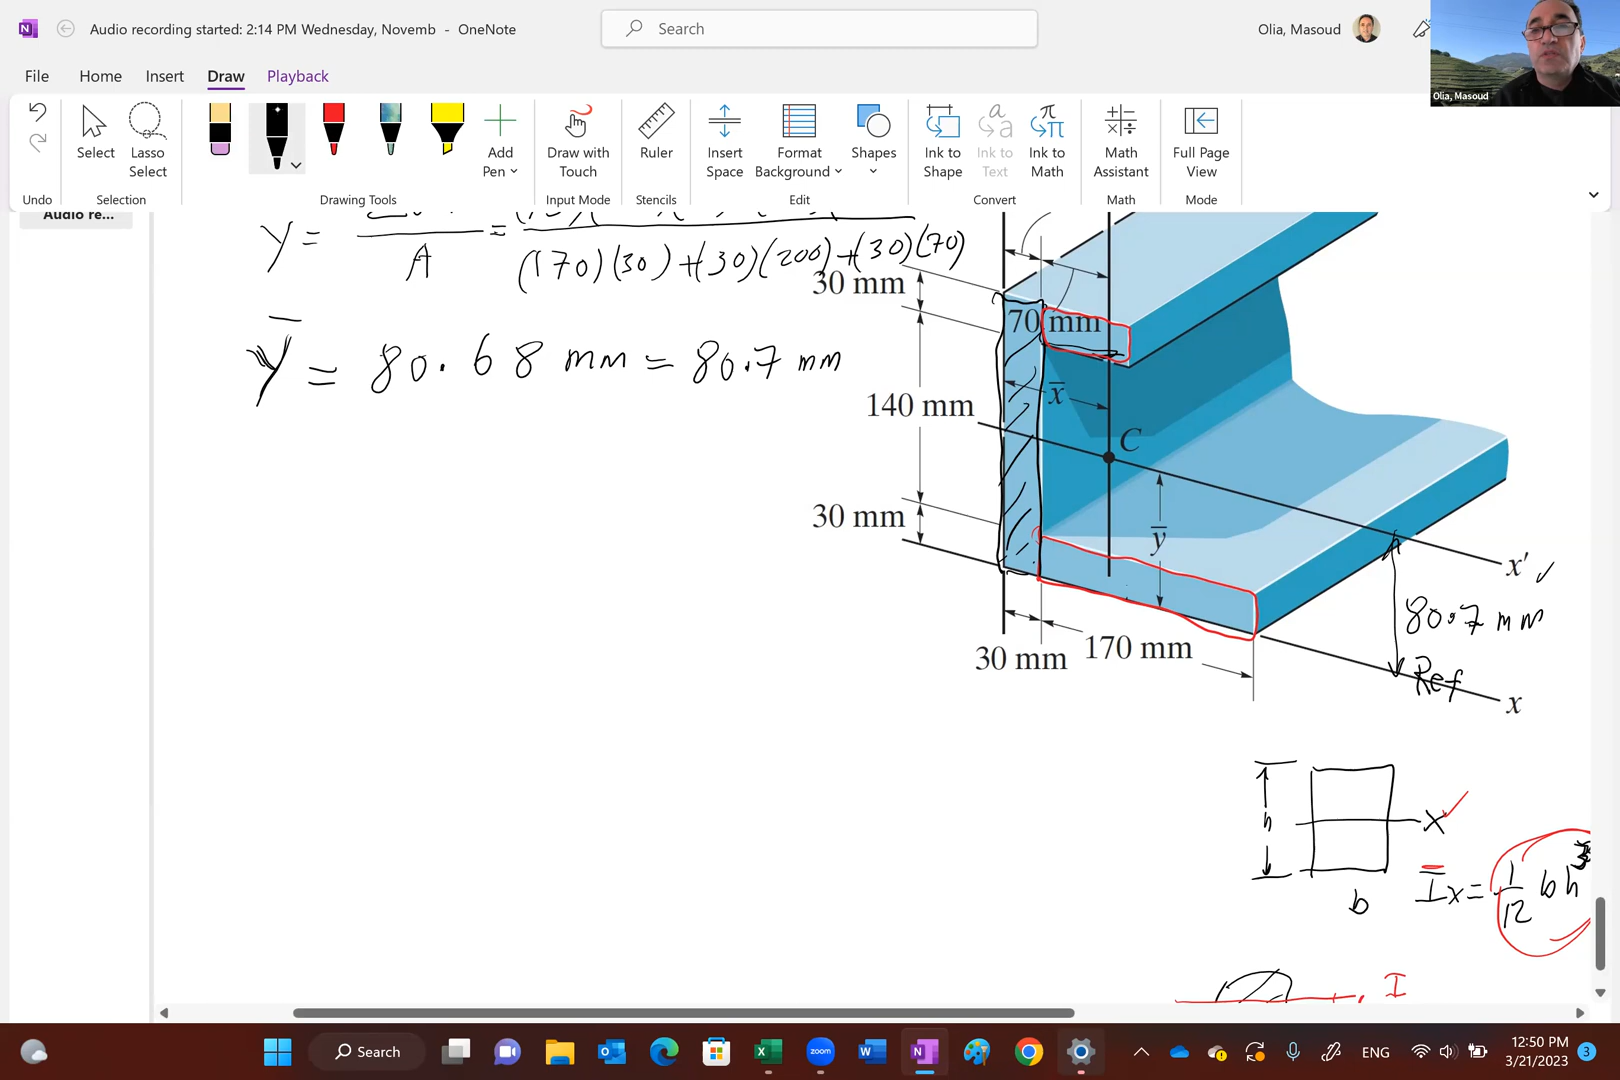 Audio recording started: 2:14 PM Wednesday, Novemb - OneNote
Search
Olia, Masoud
Olia, Masoud
File Home Insert Draw Playback
Select
Lasso Select
Add Pen
Draw with Touch
Ruler
Insert Space
Format Background
Shapes
Ink to Shape
Ink to Text
Ink to Math
Math Assistant
Full Page View
Undo
Selection
Drawing Tools
Input Mode
Stencils
Edit
Convert
Math
Mode
Audio re...
y = / A = / (170)(30) + (30)(200) + (30)(70)
y̅ = 80.68 mm = 80.7 mm
30 mm
70 mm
x̅
140 mm
C
30 mm
y̅
x' ✓
80.7 mm
30 mm
170 mm
Ref
x
h
x ✓
b
I̅x = 1/12 bh³
I
Search
zoom
ENG
12:50 PM
3/21/2023
3